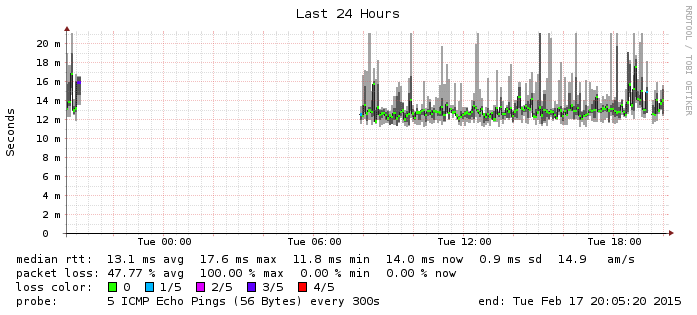 Last 24 Hours
RRDTOOL / TOBI OETIKER
Seconds
20 m
18 m
16 m
14 m
12 m
10 m
8 m
6 m
4 m
2 m
0
Tue 00:00 Tue 06:00 Tue 12:00 Tue 18:00
median rtt: 13.1 ms avg 17.6 ms max 11.8 ms min 14.0 ms now 0.9 ms sd 14.9 am/s
packet loss: 47.77 % avg 100.00 % max 0.00 % min 0.00 % now
loss color: 0 1/5 2/5 3/5 4/5
probe: 5 ICMP Echo Pings (56 Bytes) every 300s end: Tue Feb 17 20:05:20 2015